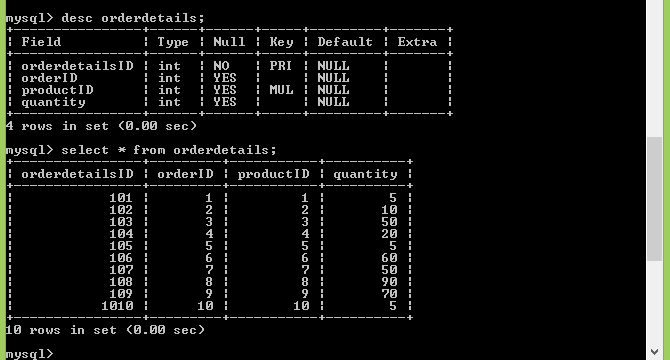 mysql> desc orderdetails;
+----------------+------+------+-----+---------+-------+
| Field          | Type | Null | Key | Default | Extra |
+----------------+------+------+-----+---------+-------+
| orderdetailsID | int  | NO   | PRI | NULL    |       |
| orderID        | int  | YES  |     | NULL    |       |
| productID      | int  | YES  | MUL | NULL    |       |
| quantity       | int  | YES  |     | NULL    |       |
+----------------+------+------+-----+---------+-------+
4 rows in set (0.00 sec)
mysql> select * from orderdetails;
+----------------+---------+-----------+----------+
| orderdetailsID | orderID | productID | quantity |
+----------------+---------+-----------+----------+
|            101 |       1 |         1 |        5 |
|            102 |       2 |         2 |       10 |
|            103 |       3 |         3 |       50 |
|            104 |       4 |         4 |       20 |
|            105 |       5 |         5 |        5 |
|            106 |       6 |         6 |       60 |
|            107 |       7 |         7 |       50 |
|            108 |       8 |         8 |       90 |
|            109 |       9 |         9 |       70 |
|           1010 |      10 |        10 |        5 |
+----------------+---------+-----------+----------+
10 rows in set (0.00 sec)
mysql>